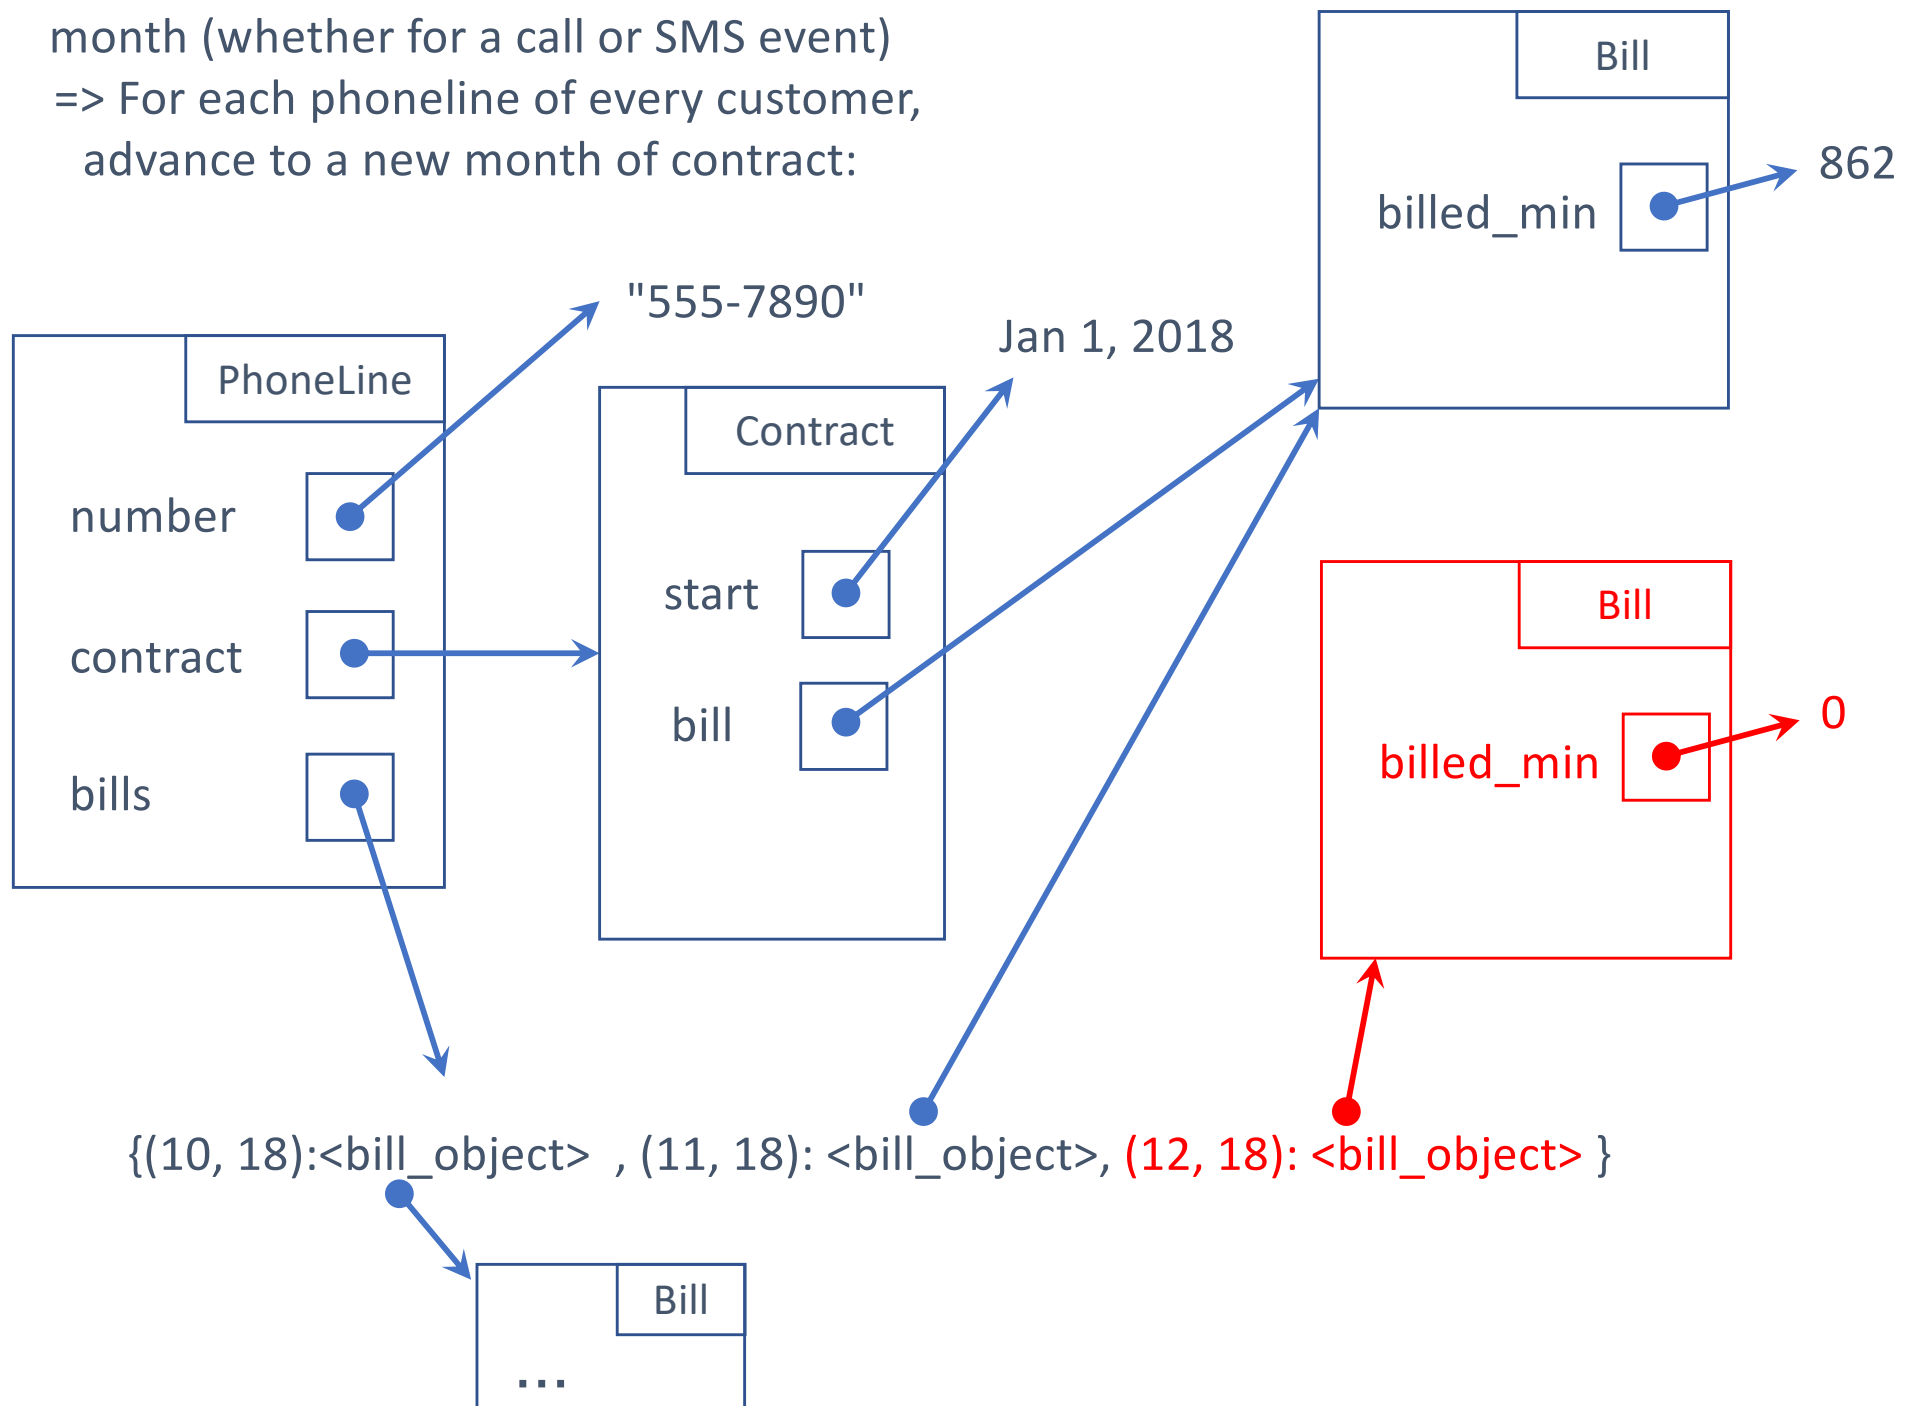 month (whether for a call or SMS event)
=> For each phoneline of every customer,
advance to a new month of contract:
Bill
billed_min
862
"555-7890"
Jan 1, 2018
PhoneLine
number
contract
bills
Contract
start
bill
Bill
billed_min
0
{(10, 18):<bill_object> , (11, 18): <bill_object>, (12, 18): <bill_object> }
Bill
...